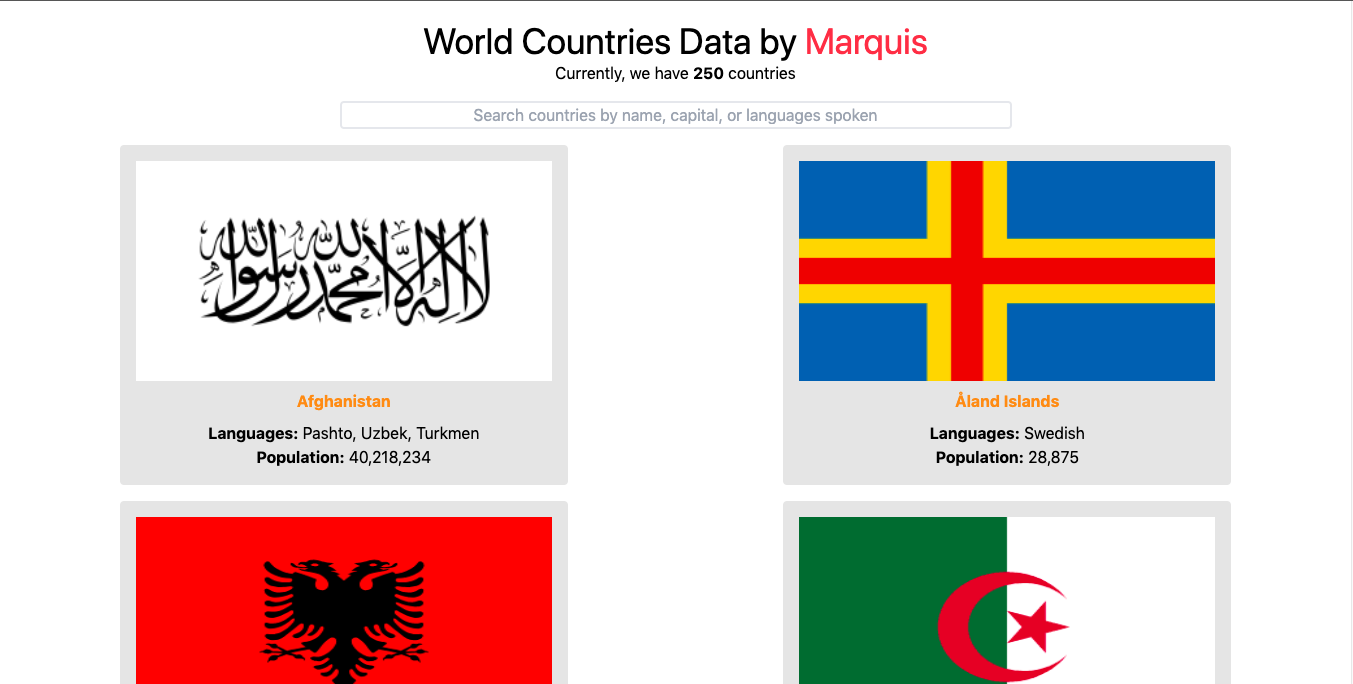 World Countries Data by Marquis
Currently, we have 250 countries
Search countries by name, capital, or languages spoken
لا إله إلا الله محمد رسول الله
Afghanistan
Languages: Pashto, Uzbek, Turkmen
Population: 40,218,234
Åland Islands
Languages: Swedish
Population: 28,875